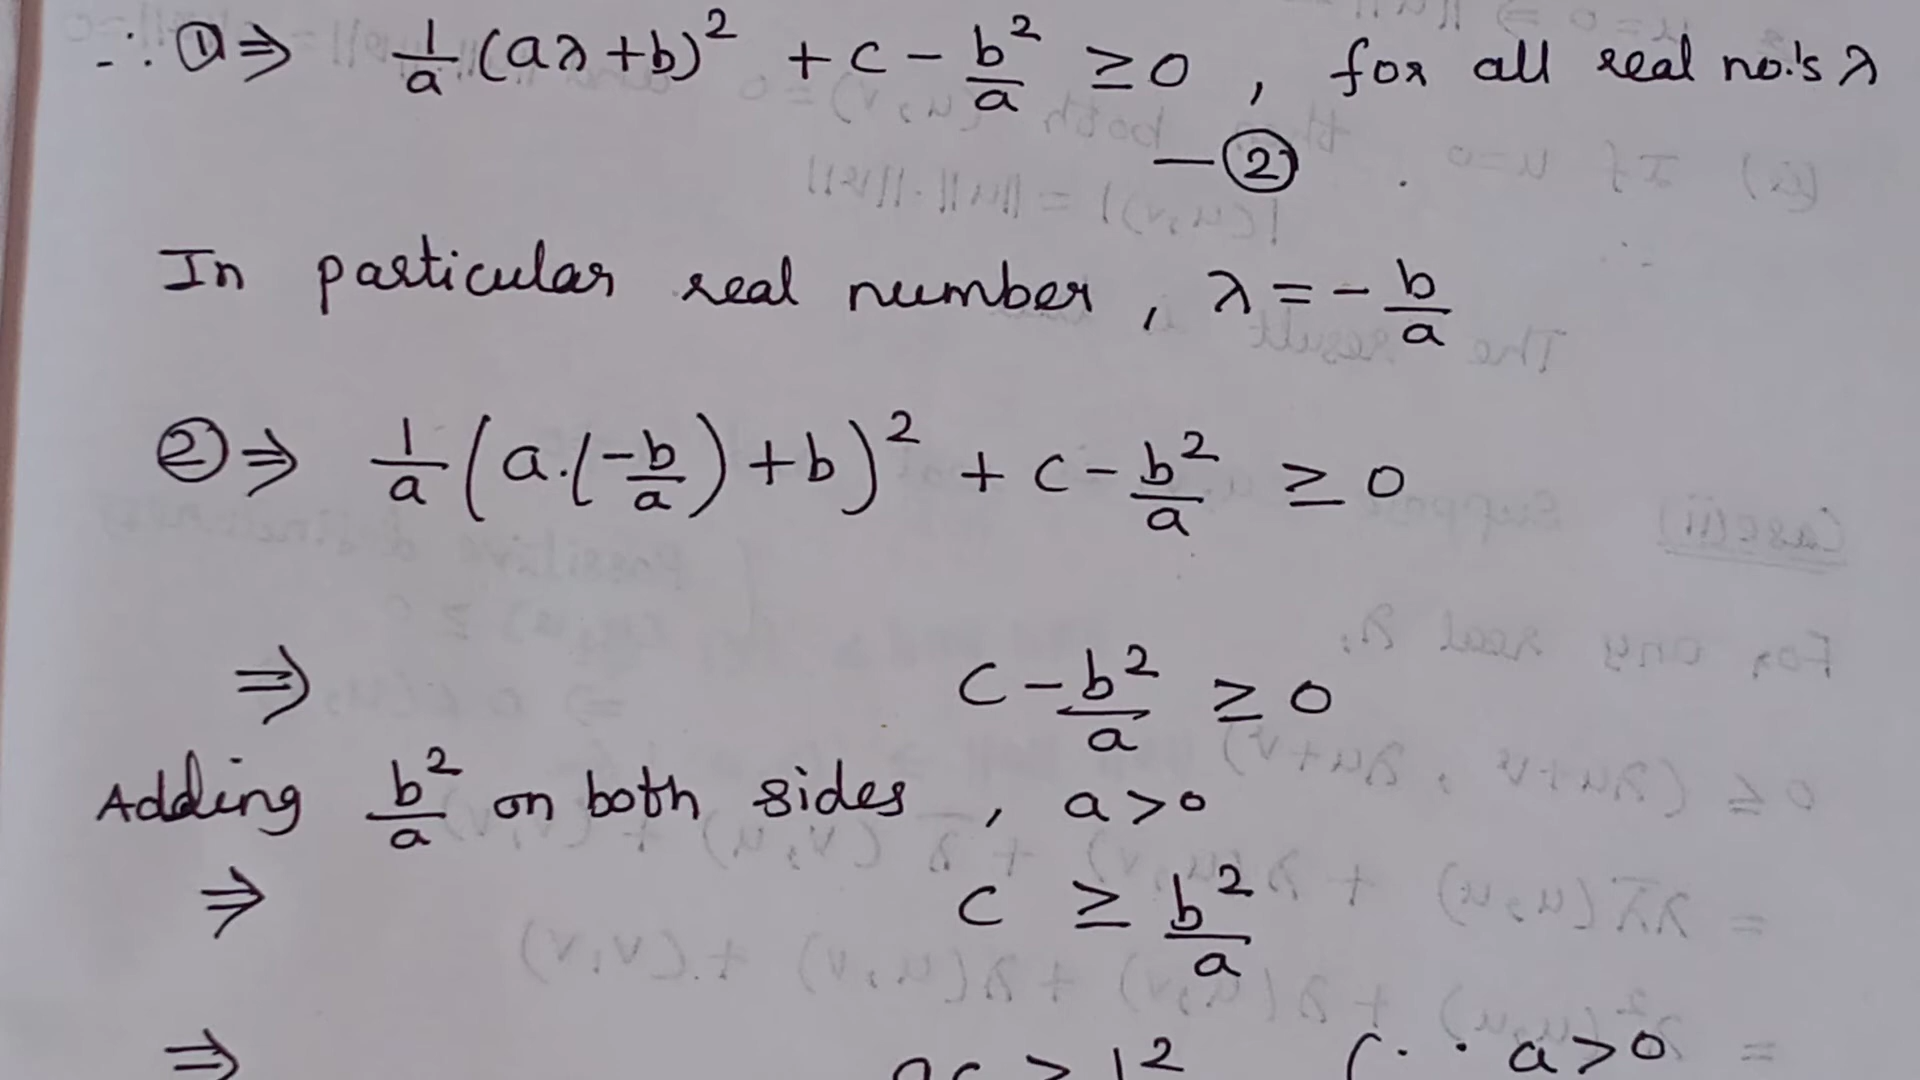 ∴ ① ⇒ 1/a (aλ+b)² + c - b²/a ≥ 0 , for all real no.'s λ
— ②
In particular real number , λ = - b/a
② ⇒ 1/a (a.(-b/a)+b)² + c - b²/a ≥ 0
⇒ c - b²/a ≥ 0
Adding b²/a on both sides , a>0
⇒ c ≥ b²/a
⇒ a>0